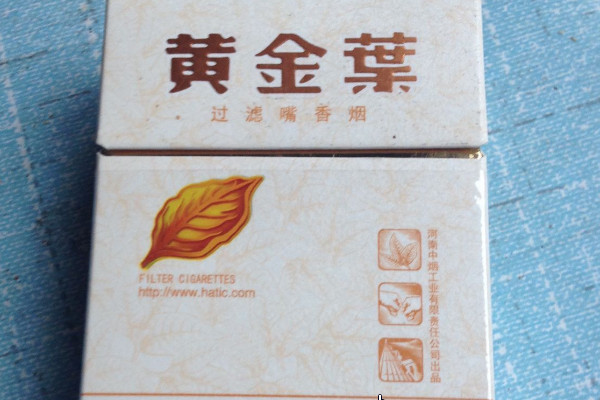 黄金葉
过滤嘴香烟
FILTER CIGARETTES
http://www.hatic.com
河南中烟工业有限责任公司出品